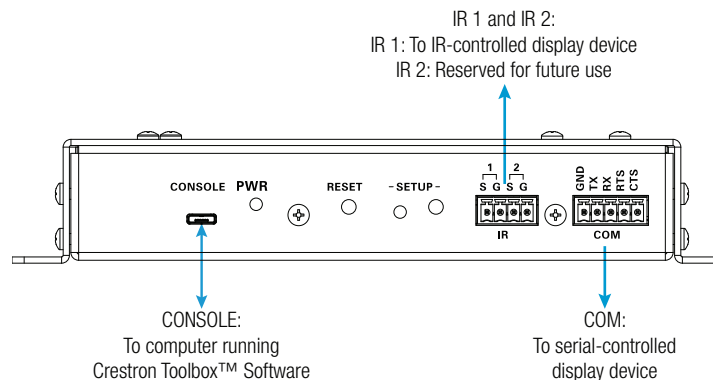 IR 1 and IR 2:
IR 1: To IR-controlled display device
IR 2: Reserved for future use
1 2
S G S G
GND
TX
RX
RTS
CTS
CONSOLE PWR RESET - SETUP -
IR
COM
CONSOLE:
To computer running
Crestron Toolbox™ Software
COM:
To serial-controlled
display device